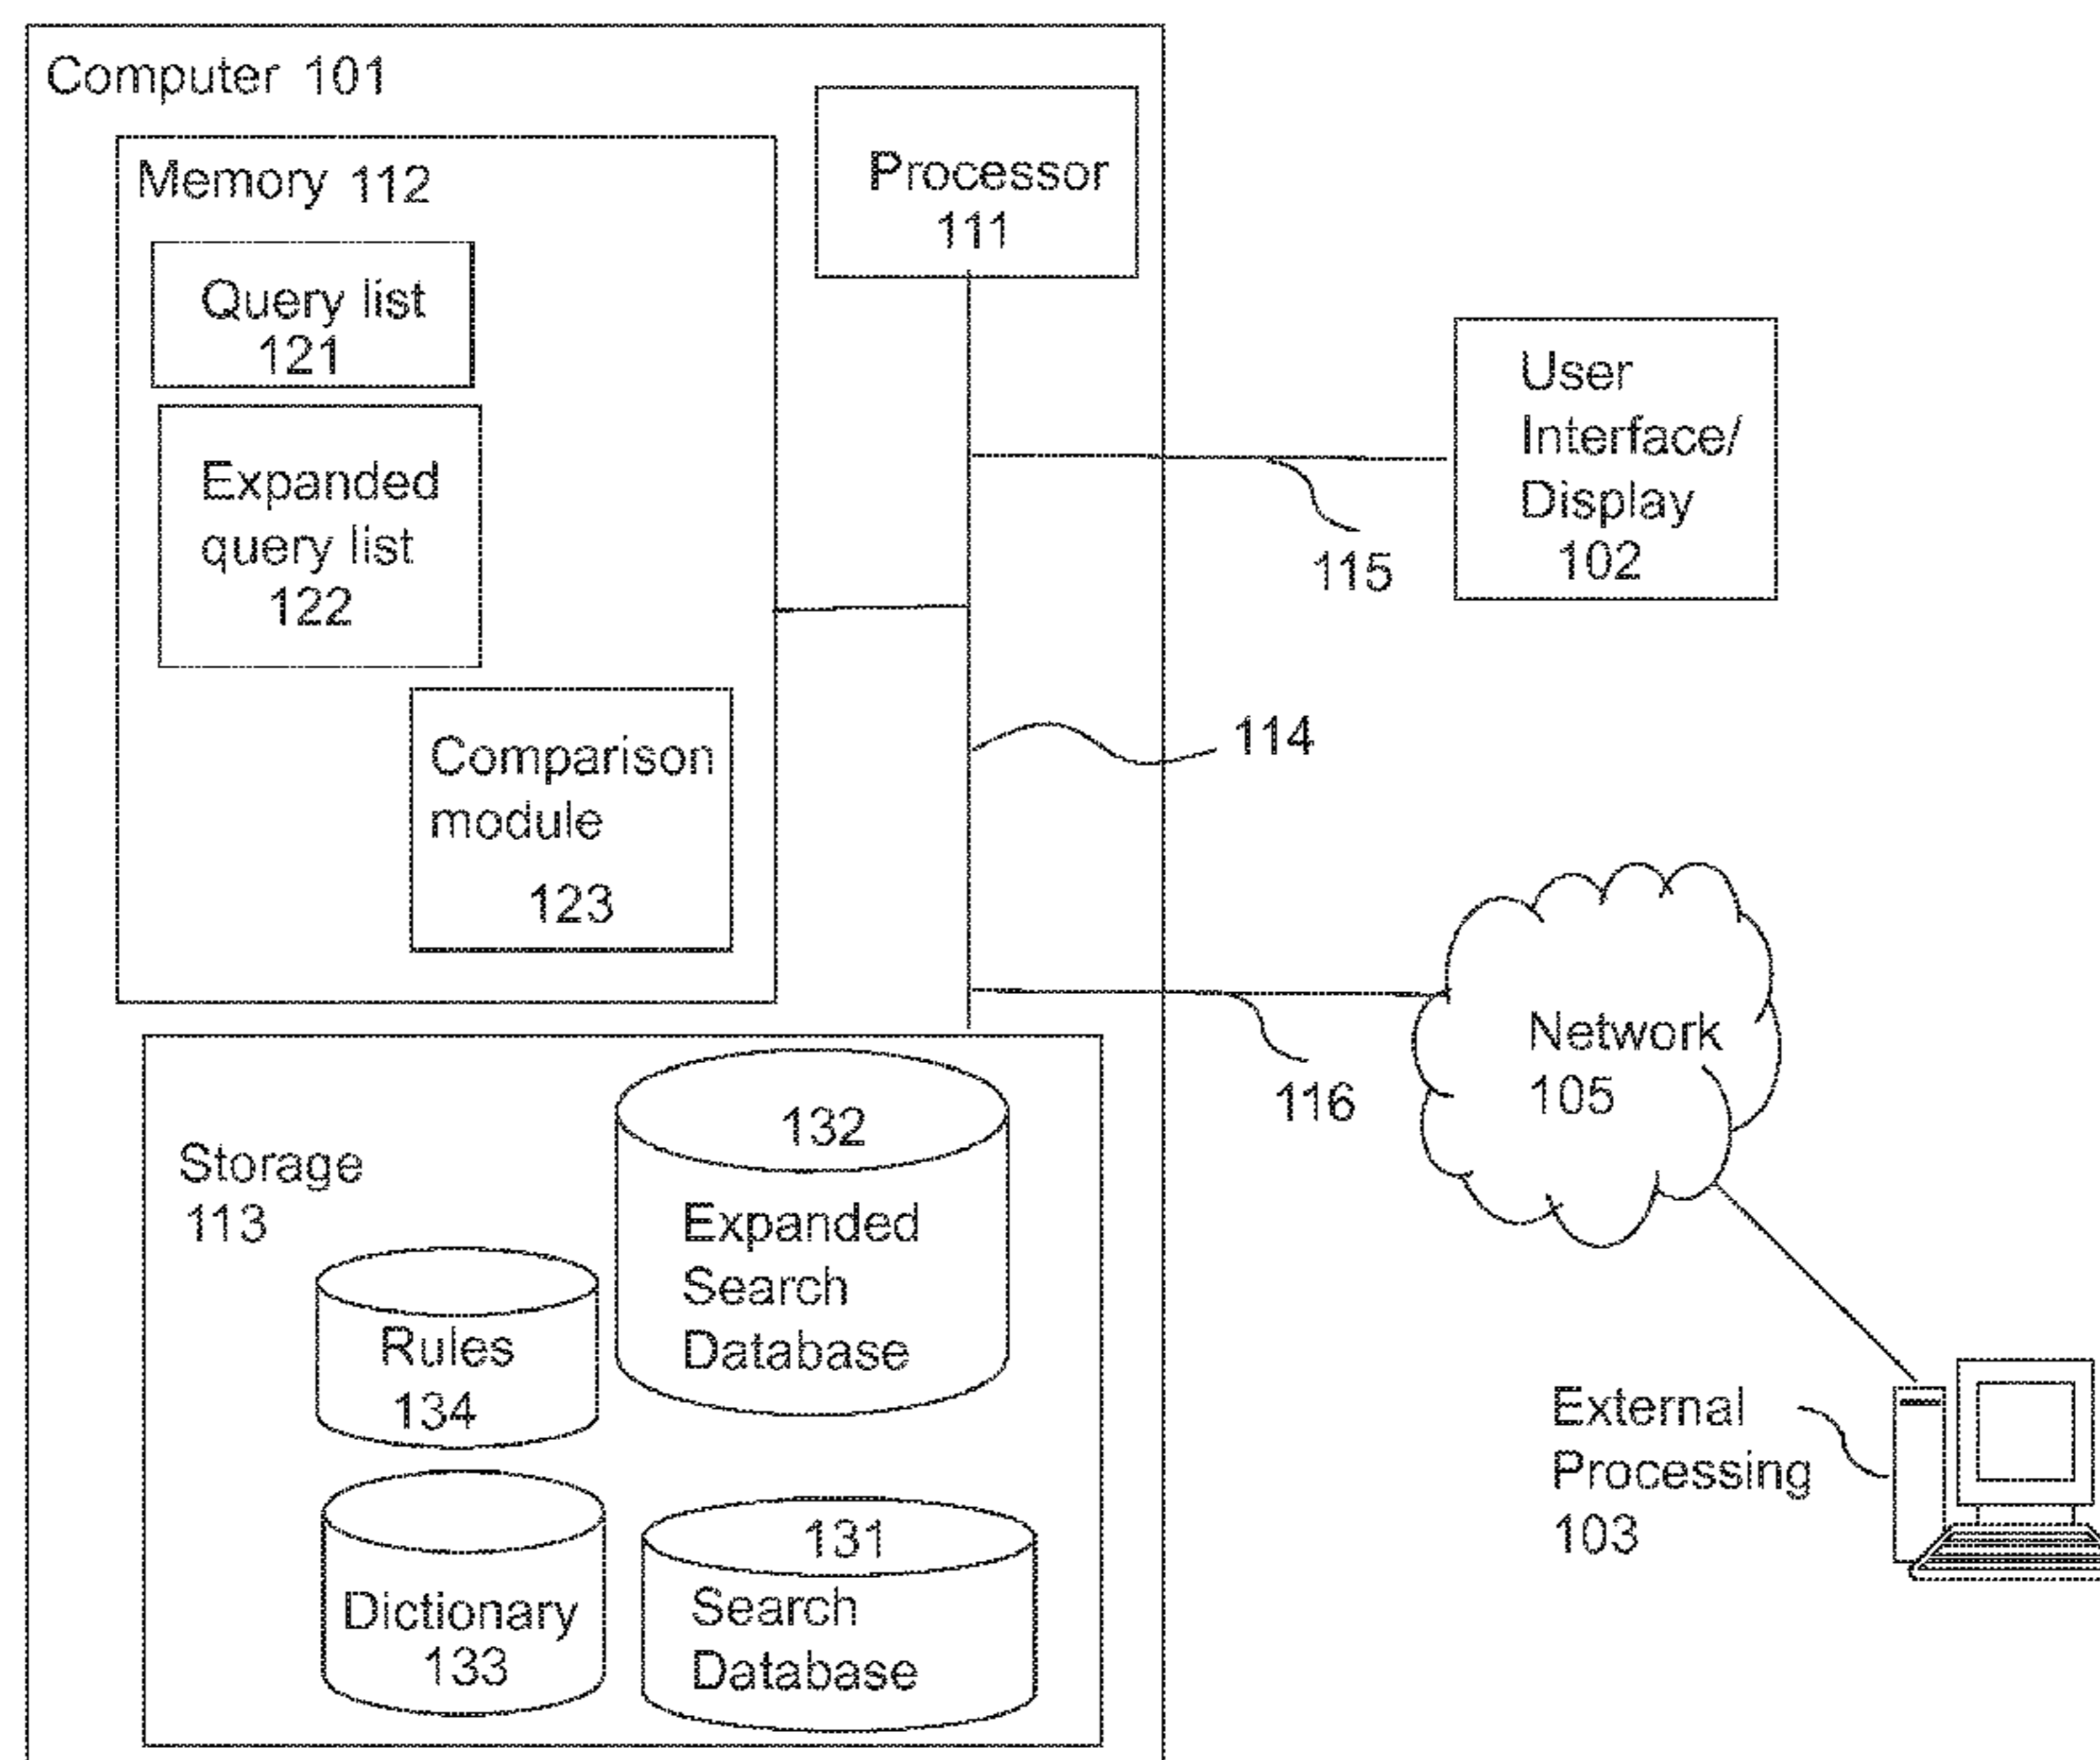 Computer 101
Memory 112
Query list
121
Expanded
query list
122
Comparison
module
123
Processor
111
User
Interface/
Display
102
115
114
116
Network
105
External
Processing
103
Storage
113
132
Expanded
Search
Database
Rules
134
Dictionary
133
131
Search
Database